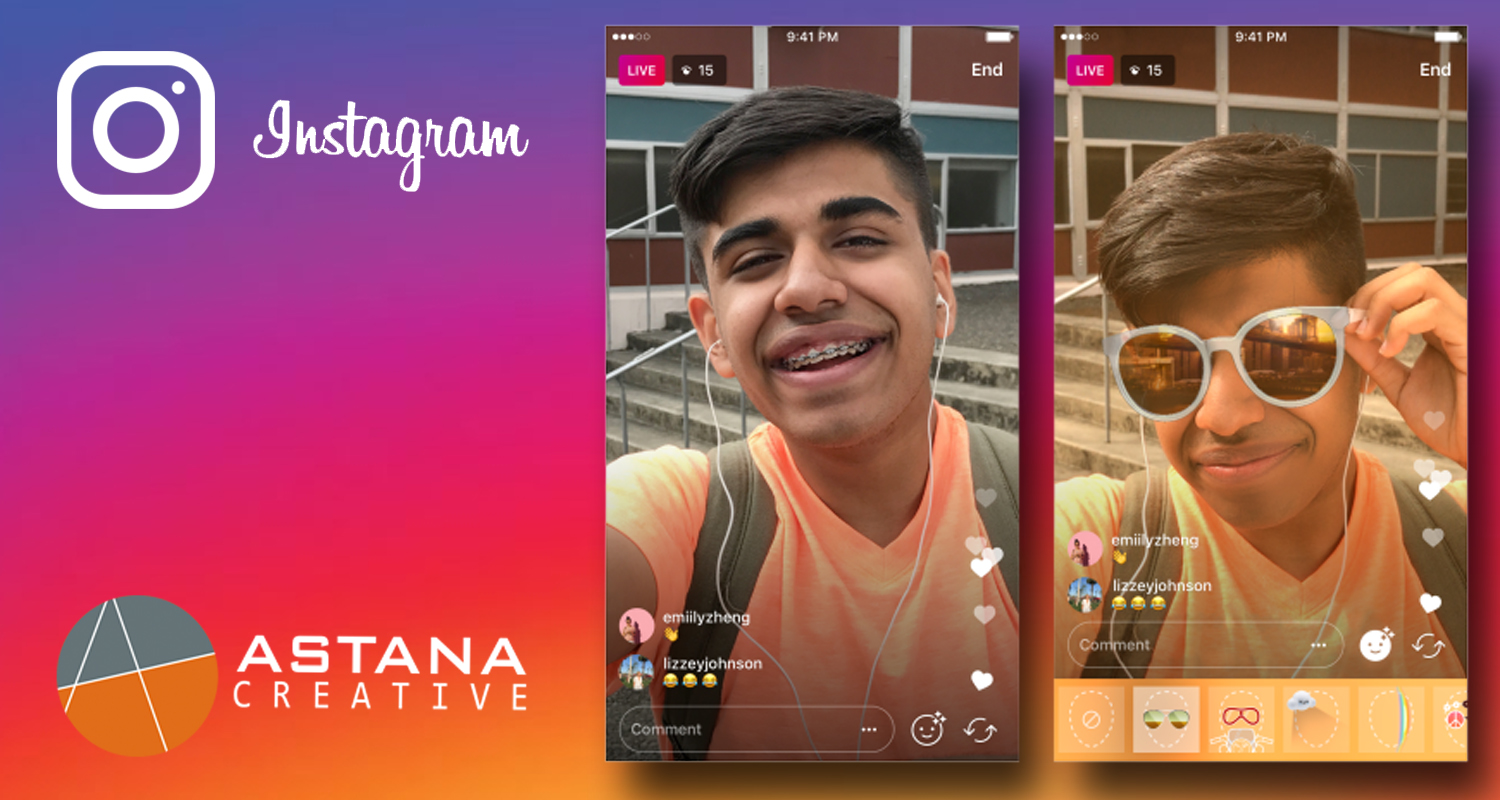 Instagram
ASTANA
CREATIVE
9:41 PM
LIVE
15
End
emiilyzheng
lizzeyjohnson
Comment
9:41 PM
LIVE
15
End
emiilyzheng
lizzeyjohnson
Comment